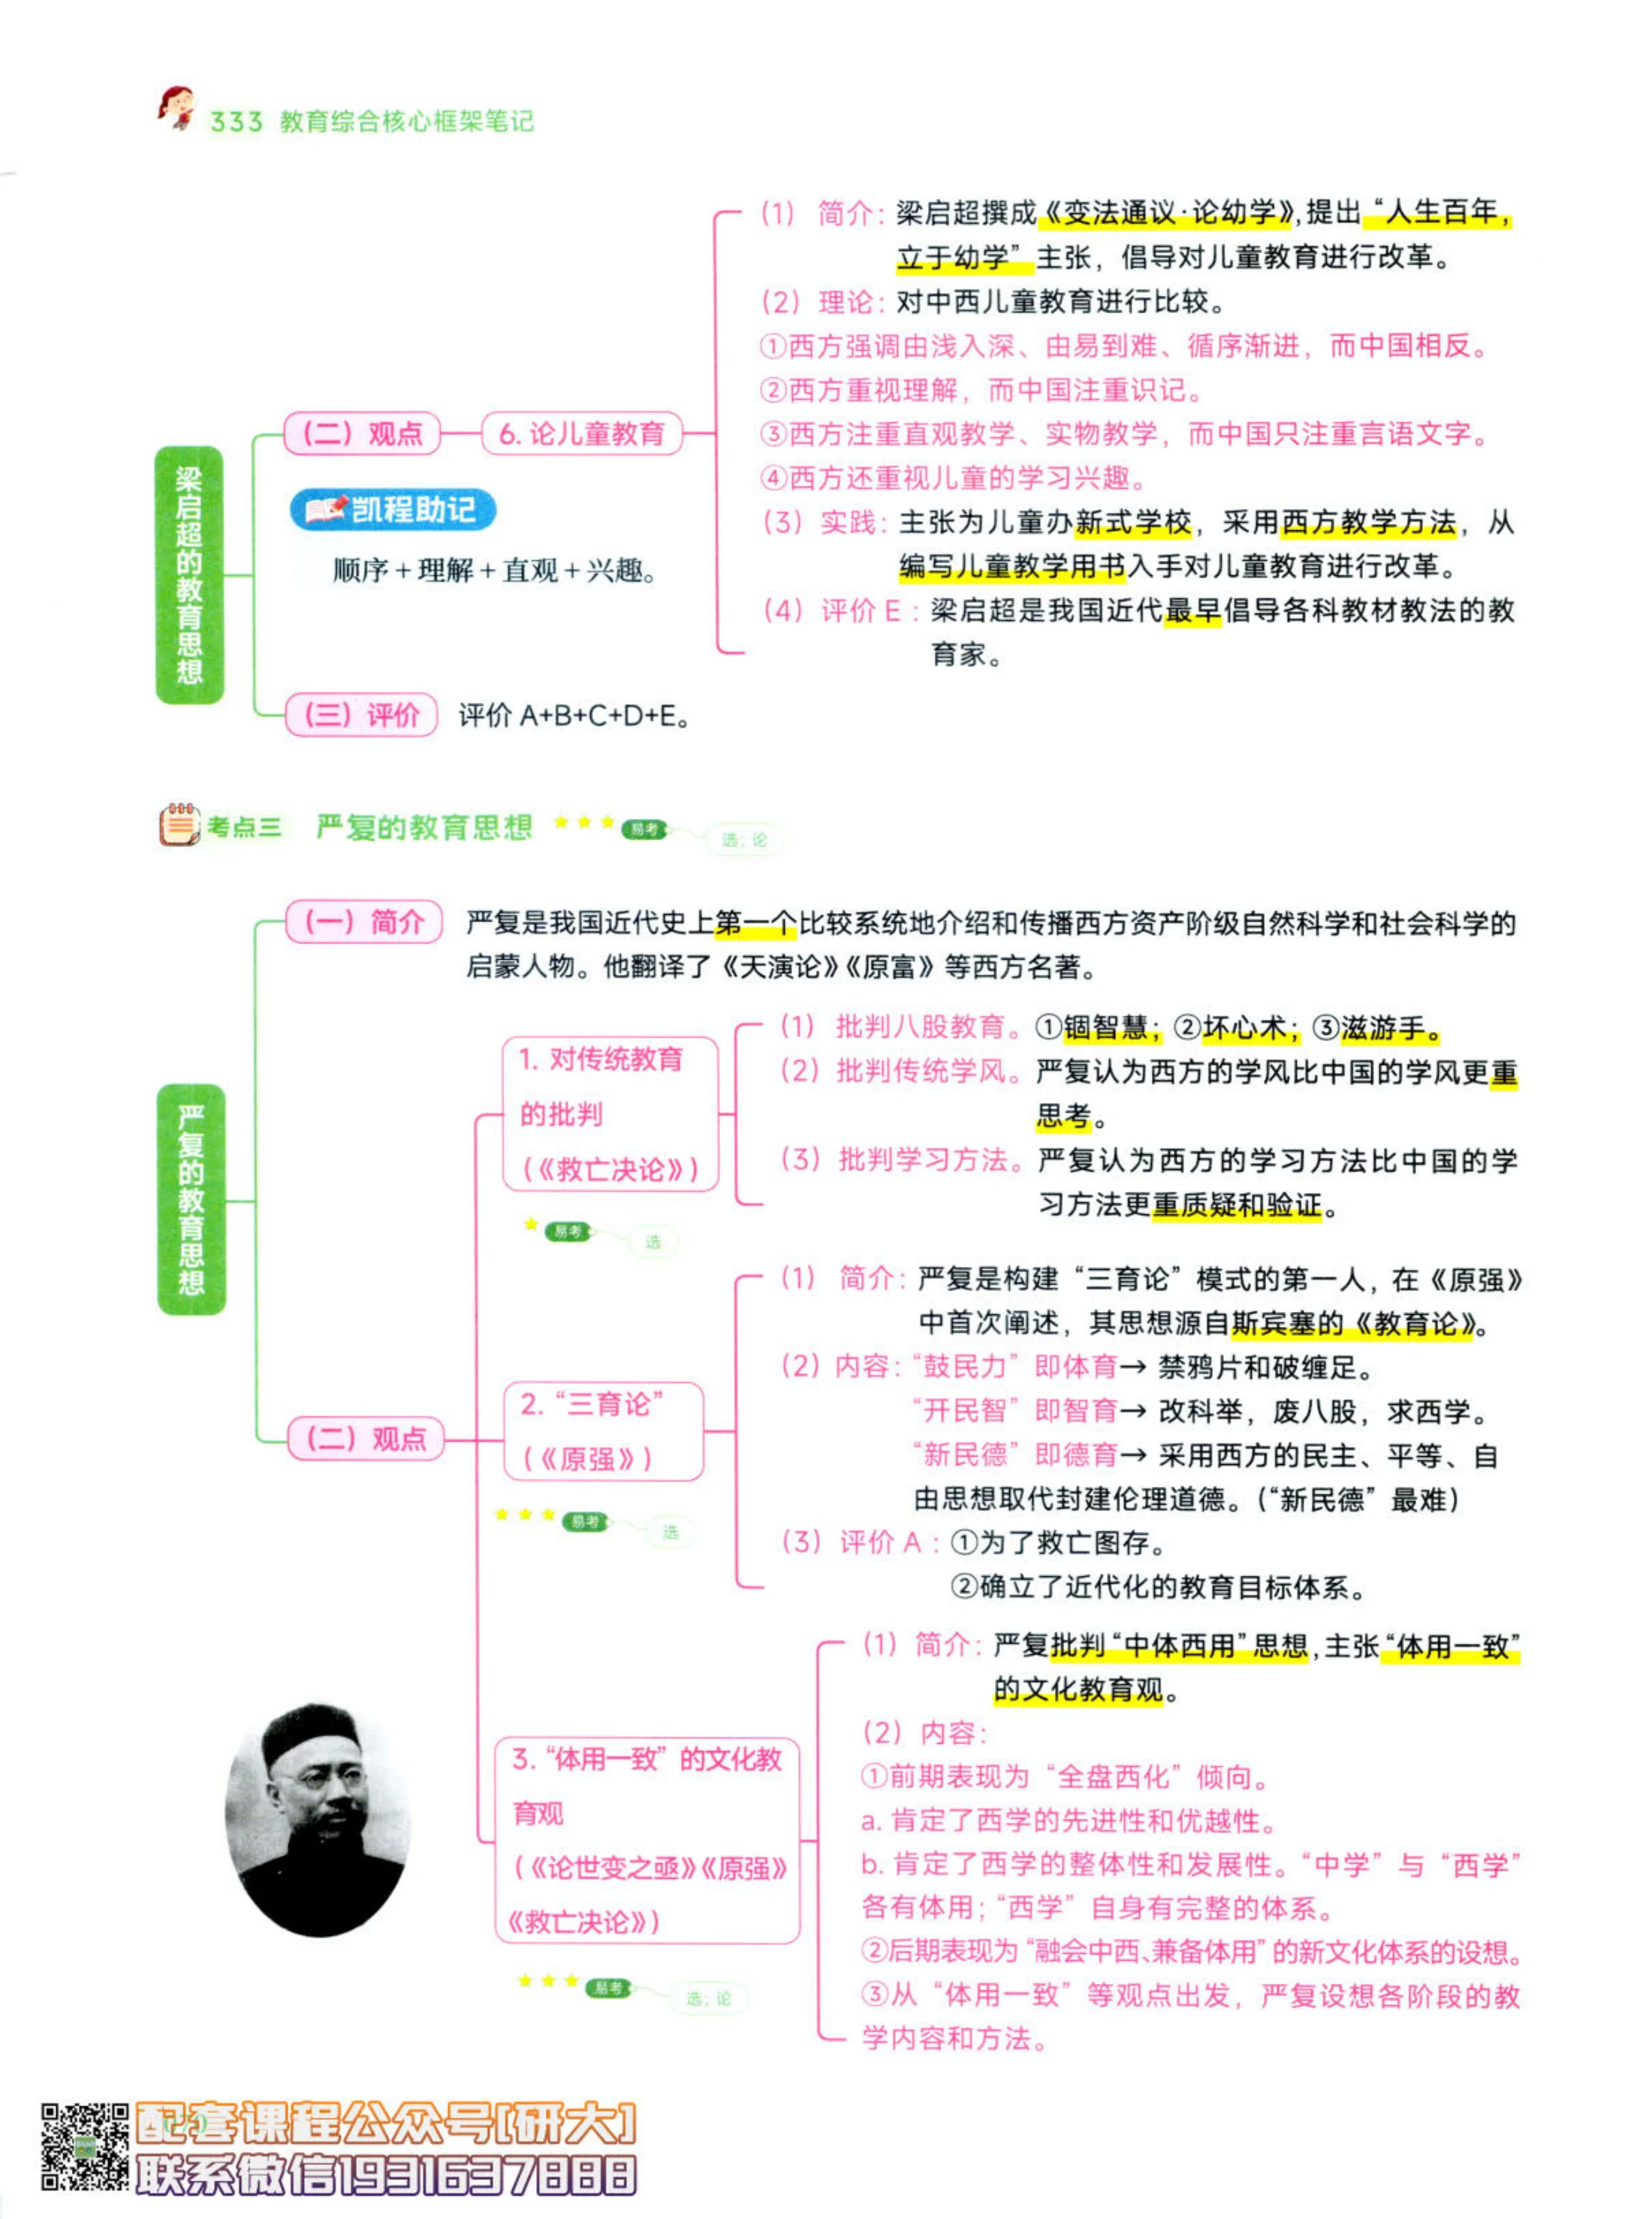 333 教育综合核心框架笔记
梁启超的教育思想
(二) 观点
6. 论儿童教育
(1) 简介：梁启超撰成《变法通议·论幼学》,提出“人生百年，
立于幼学”主张，倡导对儿童教育进行改革。
(2) 理论：对中西儿童教育进行比较。
①西方强调由浅入深、由易到难、循序渐进，而中国相反。
②西方重视理解，而中国注重识记。
③西方注重直观教学、实物教学，而中国只注重言语文字。
④西方还重视儿童的学习兴趣。
(3) 实践：主张为儿童办新式学校，采用西方教学方法，从
编写儿童教学用书入手对儿童教育进行改革。
(4) 评价 E：梁启超是我国近代最早倡导各科教材教法的教
育家。
凯程助记
顺序+理解+直观+兴趣。
(三) 评价
评价 A+B+C+D+E。
考点三 严复的教育思想 ★★★ 易考 选；论
严复的教育思想
(一) 简介
严复是我国近代史上第一个比较系统地介绍和传播西方资产阶级自然科学和社会科学的
启蒙人物。他翻译了《天演论》《原富》等西方名著。
(二) 观点
1. 对传统教育
的批判
(《救亡决论》)
★ 易考 选
(1) 批判八股教育。①锢智慧；②坏心术；③滋游手。
(2) 批判传统学风。严复认为西方的学风比中国的学风更重
思考。
(3) 批判学习方法。严复认为西方的学习方法比中国的学
习方法更重质疑和验证。
2. “三育论”
(《原强》)
★★★ 易考 选
(1) 简介：严复是构建“三育论”模式的第一人，在《原强》
中首次阐述，其思想源自斯宾塞的《教育论》。
(2) 内容：“鼓民力”即体育→ 禁鸦片和破缠足。
“开民智”即智育→ 改科举，废八股，求西学。
“新民德”即德育→ 采用西方的民主、平等、自
由思想取代封建伦理道德。(“新民德”最难)
(3) 评价 A：①为了救亡图存。
②确立了近代化的教育目标体系。
3. “体用一致”的文化教
育观
(《论世变之亟》《原强》
《救亡决论》)
★★★ 易考 选；论
(1) 简介：严复批判“中体西用”思想,主张“体用一致”
的文化教育观。
(2) 内容：
①前期表现为“全盘西化”倾向。
a. 肯定了西学的先进性和优越性。
b. 肯定了西学的整体性和发展性。“中学”与“西学”
各有体用；“西学”自身有完整的体系。
②后期表现为“融会中西、兼备体用”的新文化体系的设想。
③从“体用一致”等观点出发，严复设想各阶段的教
学内容和方法。
配套课程公众号[研大]
联系微信1931637888